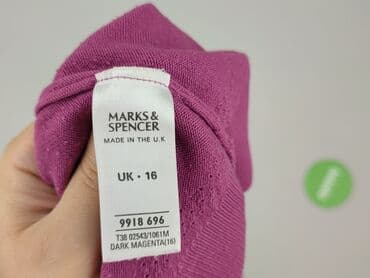 MARKS &
SPENCER
MADE IN THE U.K
UK • 16
9918 696
T38 02543/1061M
DARK MAGENTA(16)